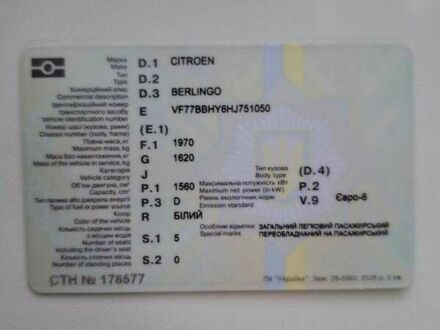 Марка
Make D.1 CITROEN
Тип
Type D.2
Комерційний опис
Commercial description D.3 BERLINGO
Ідентифікаційний номер
транспортного засобу E VF77BBHY6HJ751050
Vehicle identification number
Номер шасі (кузова, рами)
Chassis number (body, frame) (E.1)
Повна маса, кг
Maximum mass, kg F.1 1970
Маса без навантаження, кг
Mass of the vehicle in service, kg G 1620
Категорія
Vehicle category J
Тип кузова
Body type (D.4)
Об'єм двигуна, см³
Capacity, cm³ P.1 1560
Максимальна потужність кВт
Maximum net power (in kW) P.2
Тип палива або джерела енергії
Type of fuel or power source P.3 D
Рівень екологічних норм
Emission standard V.9 Євро-6
Колір
Color of the vehicle R БІЛИЙ
Кількість сидячих місць
з місцем водія
Number of seats
including the driver's seat S.1 5
Особливі відмітки:
Special marks ЗАГАЛЬНИЙ ЛЕГКОВИЙ ПАСАЖИРСЬКИЙ
ПЕРЕОБЛАДНАНИЙ НА ПАСАЖИРСЬКИЙ
Кількість стоячих місць
Number of standing places S.2 0
СТН № 178577
ПК "Україна".